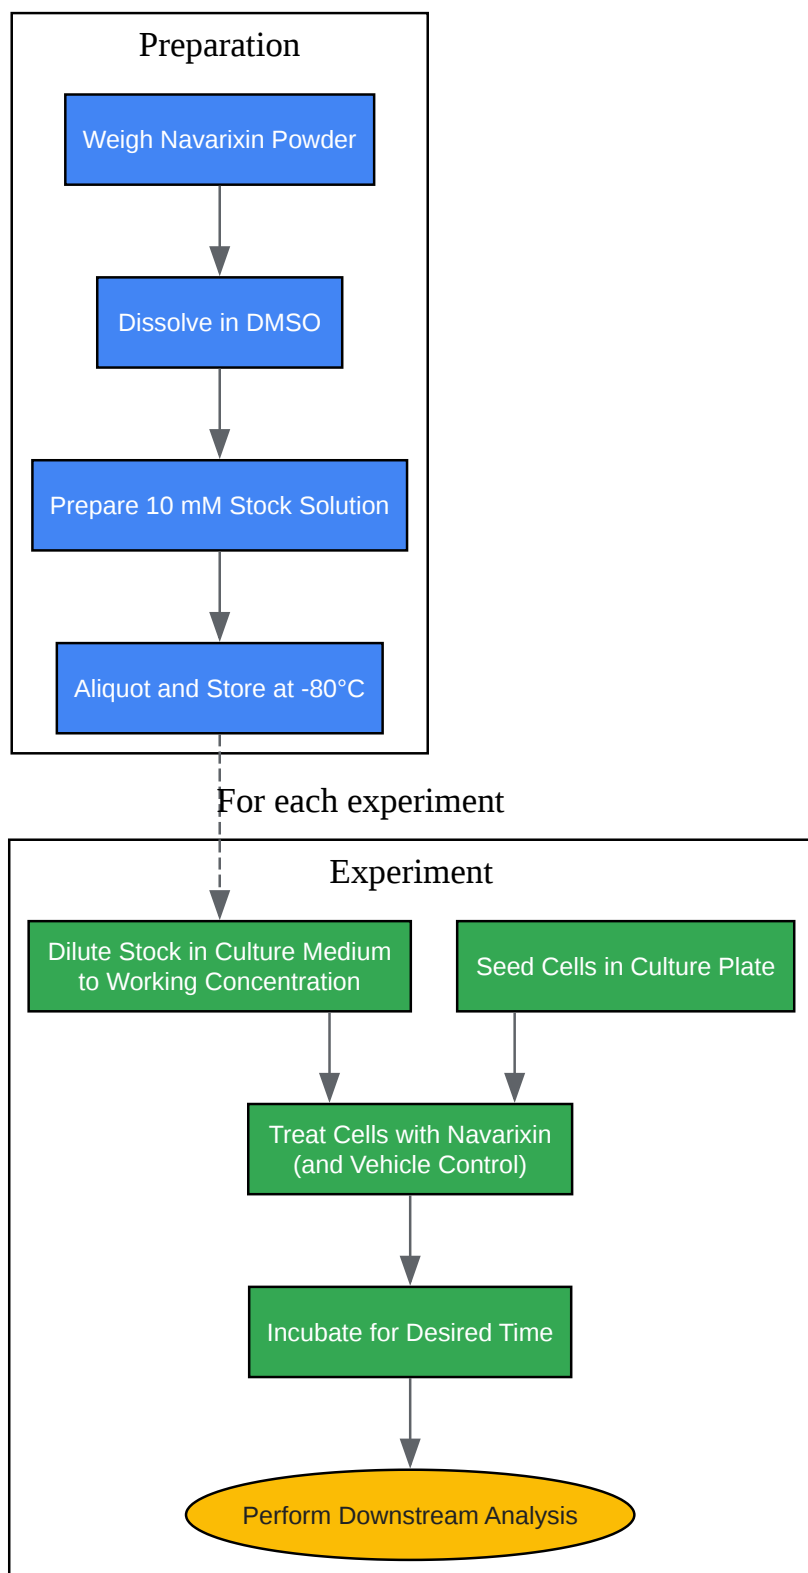 Preparation
Weigh Navarixin Powder
Dissolve in DMSO
Prepare 10 mM Stock Solution
Aliquot and Store at -80°C
For each experiment
Experiment
Dilute Stock in Culture Medium
to Working Concentration
Seed Cells in Culture Plate
Treat Cells with Navarixin
(and Vehicle Control)
Incubate for Desired Time
Perform Downstream Analysis